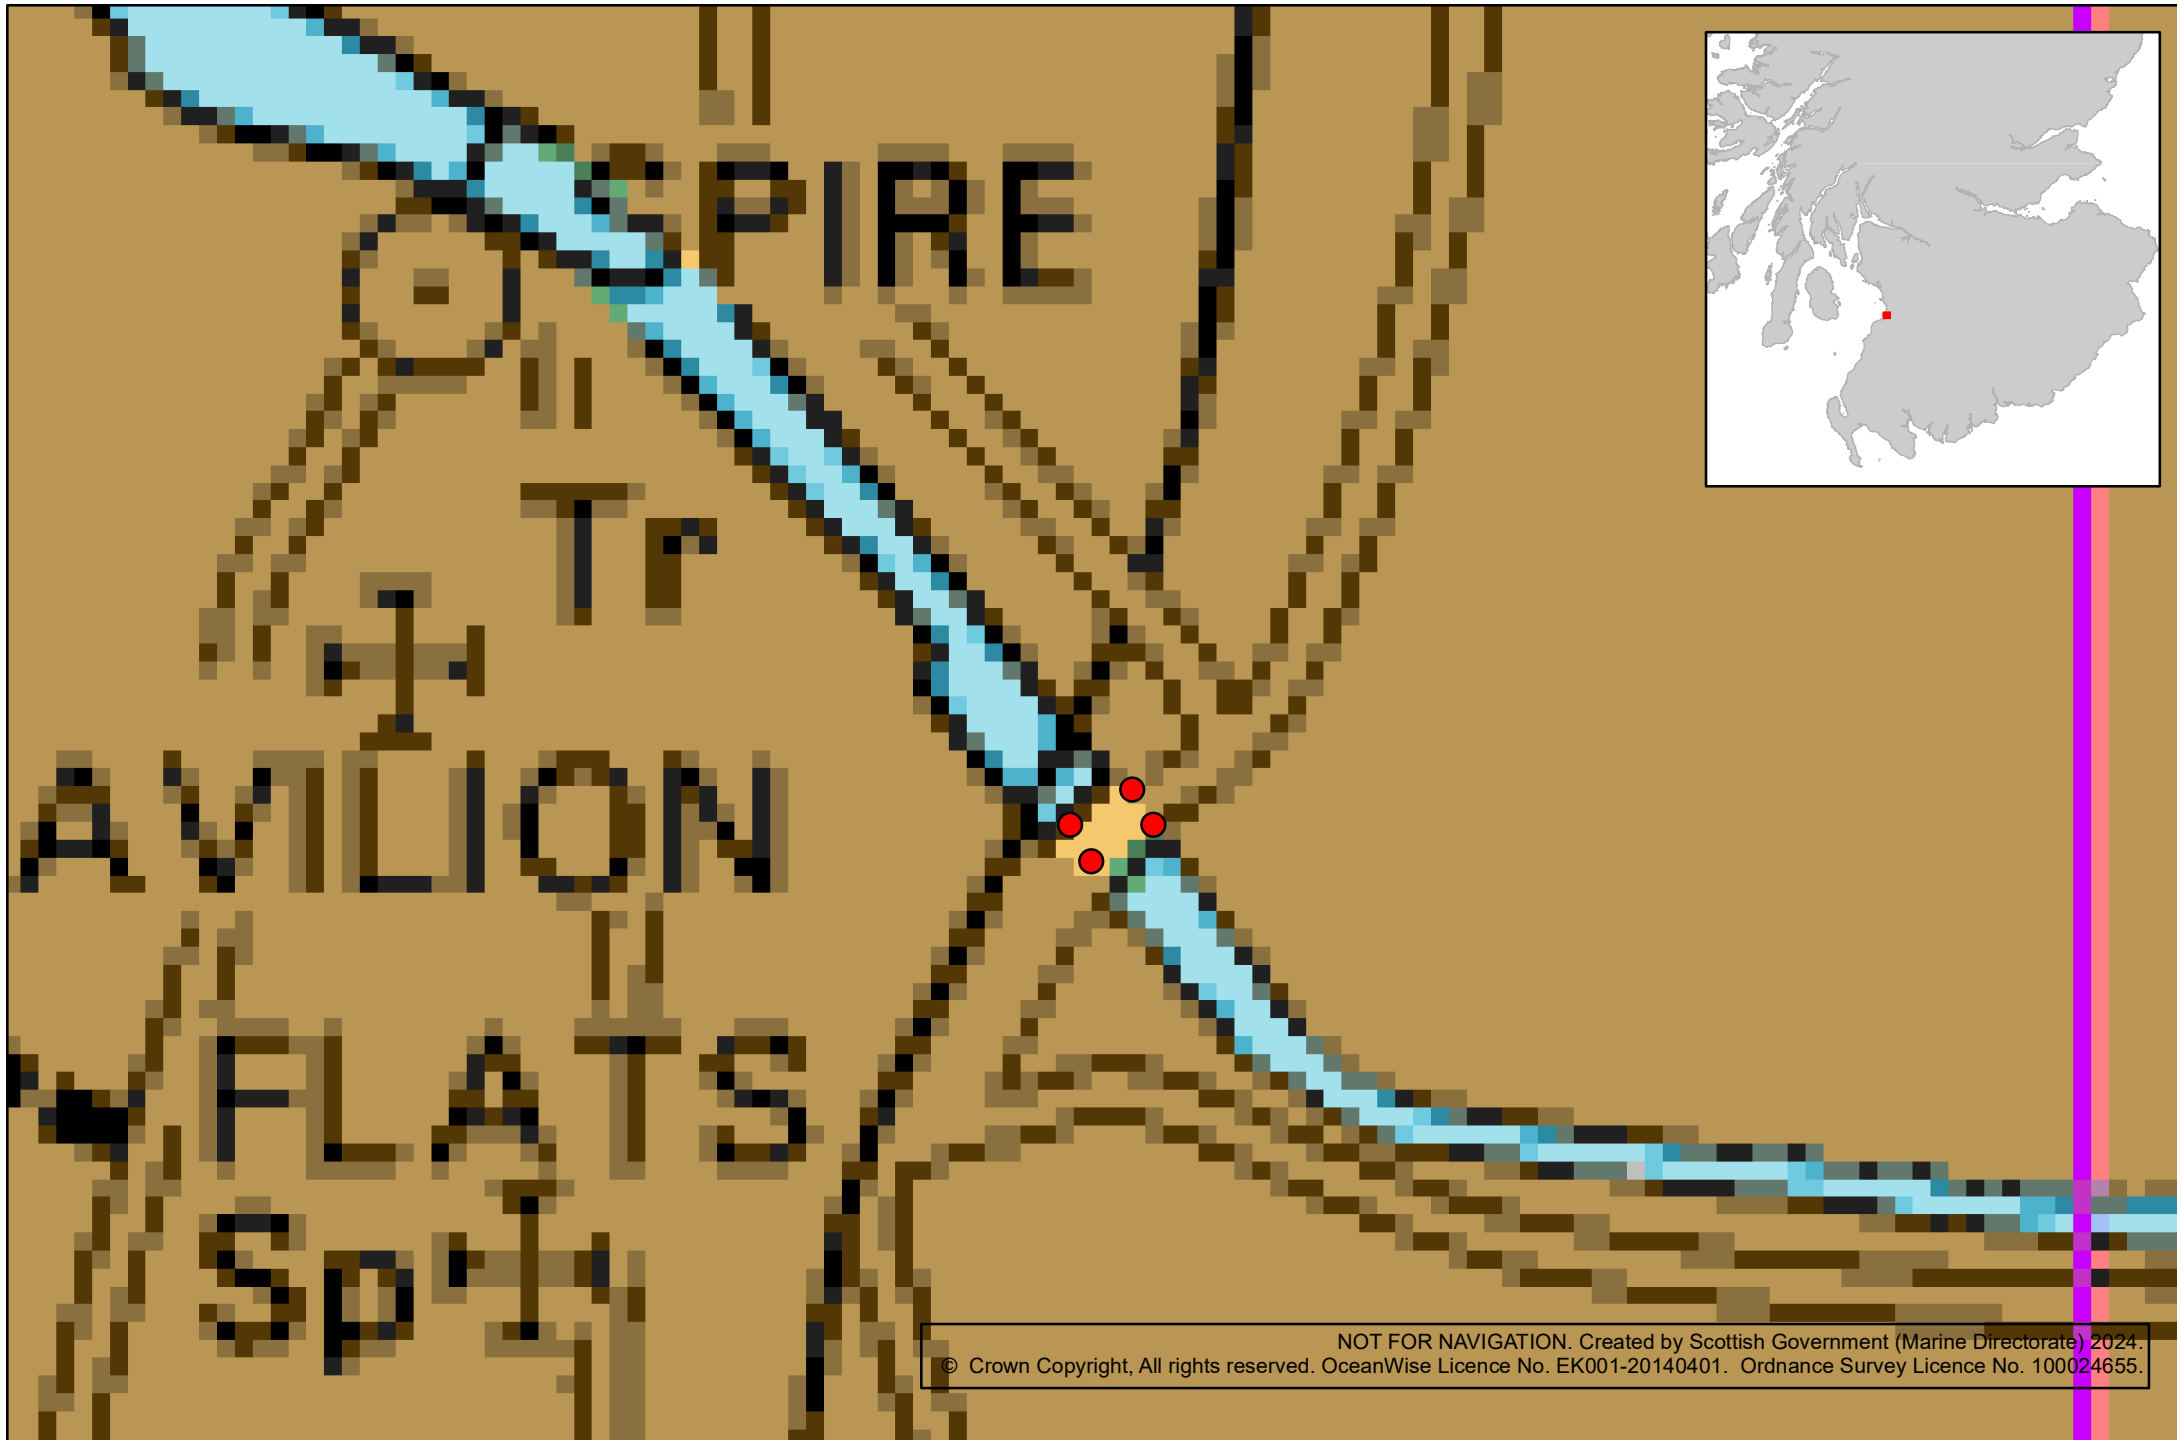 SPIRE
Tr
AVILION
FLATS
Sp
NOT FOR NAVIGATION. Created by Scottish Government (Marine Directorate) 2024.
© Crown Copyright, All rights reserved. OceanWise Licence No. EK001-20140401. Ordnance Survey Licence No. 100024655.